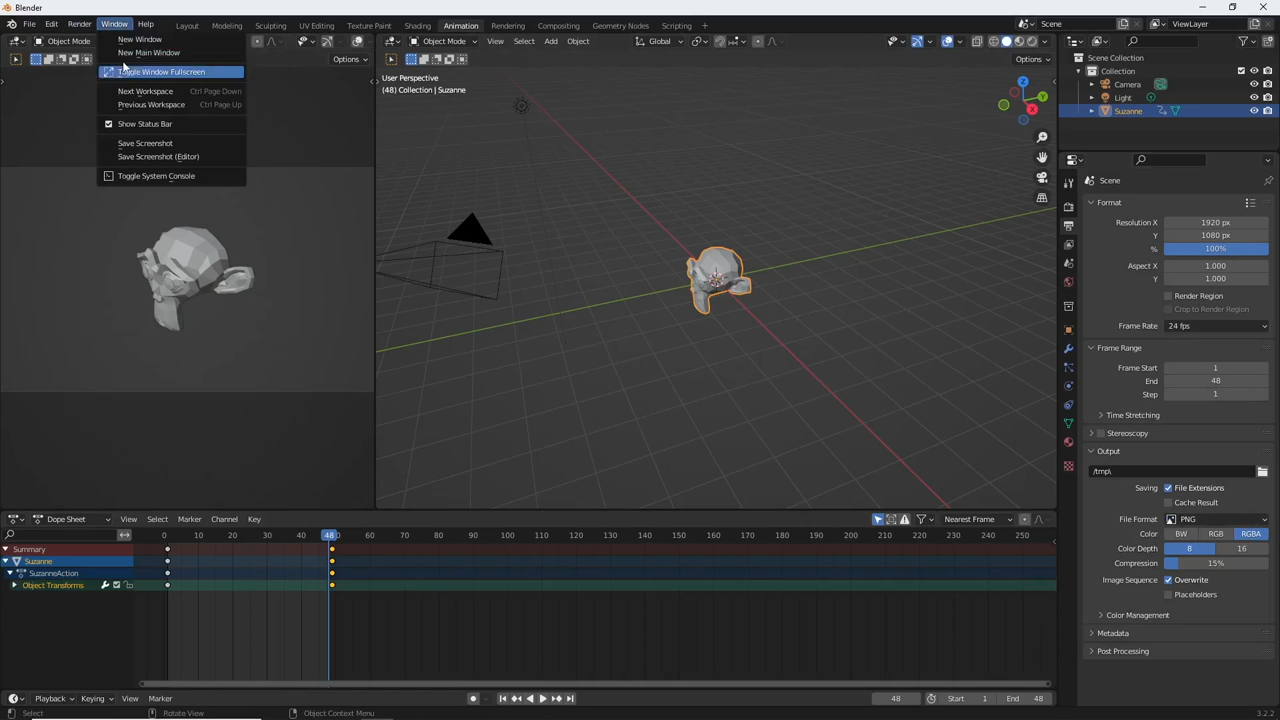 Blender
File Edit Render Window Help Layout Modeling Sculpting UV Editing Texture Paint Shading Animation Rendering Compositing Geometry Nodes Scripting + Scene ViewLayer
Object Mode
Options
New Window
New Main Window
Toggle Window Fullscreen
Next Workspace Ctrl Page Down
Previous Workspace Ctrl Page Up
Show Status Bar
Save Screenshot
Save Screenshot (Editor)
Toggle System Console
Object Mode View Select Add Object Global
Options
User Perspective
(48) Collection | Suzanne
Z
Y
X
Scene Collection
Collection
Camera
Light
Suzanne
Scene
Format
Resolution X 1920 px
Y 1080 px
% 100%
Aspect X 1.000
Y 1.000
Render Region
Crop to Render Region
Frame Rate 24 fps
Frame Range
Frame Start 1
End 48
Step 1
Time Stretching
Stereoscopy
Output
/tmp\
Saving File Extensions
Cache Result
File Format PNG
Color BW RGB RGBA
Color Depth 8 16
Compression 15%
Image Sequence Overwrite
Placeholders
Color Management
Metadata
Post Processing
Dope Sheet View Select Marker Channel Key Nearest Frame
0 10 20 30 40 48 60 70 80 90 100 110 120 130 140 150 160 170 180 190 200 210 220 230 240 250
Summary
Suzanne
SuzanneAction
Object Transforms
Playback Keying View Marker 48 Start 1 End 48
Select Rotate View Object Context Menu 3.2.2